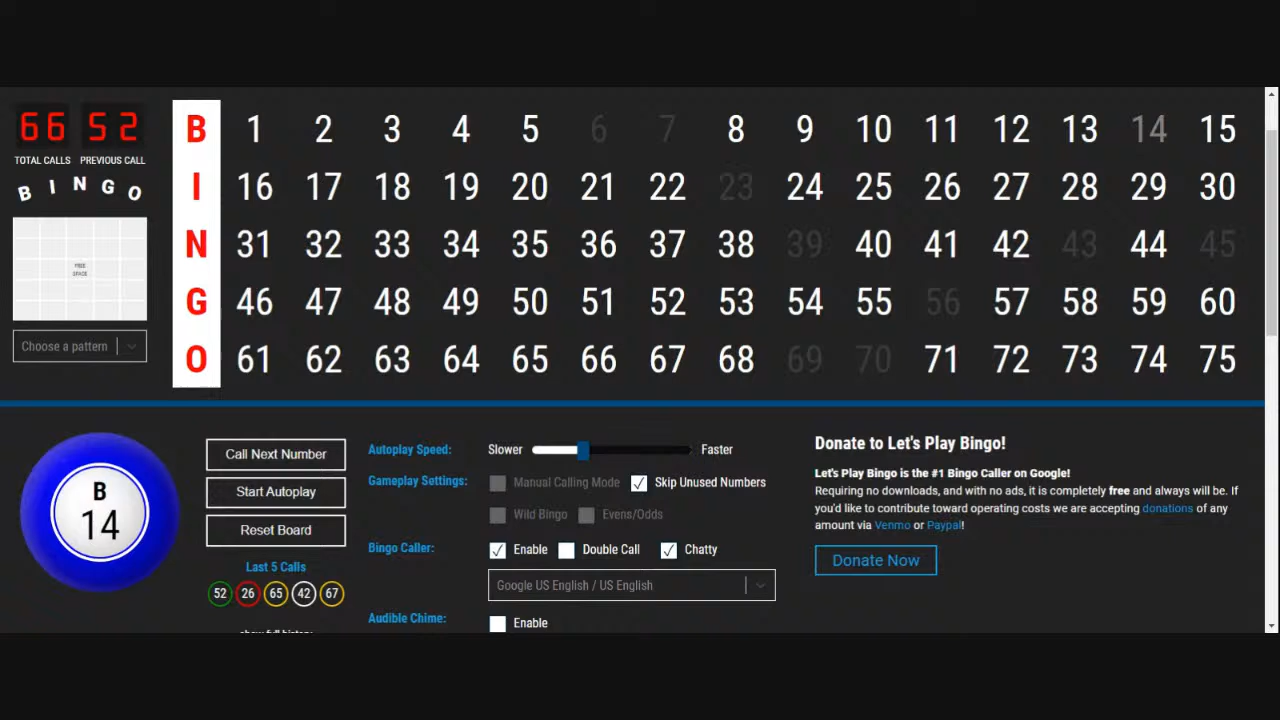 66 52
TOTAL CALLS PREVIOUS CALL
B I N G O
FREE
SPACE
Choose a pattern
B 1 2 3 4 5 6 7 8 9 10 11 12 13 14 15
I 16 17 18 19 20 21 22 23 24 25 26 27 28 29 30
N 31 32 33 34 35 36 37 38 39 40 41 42 43 44 45
G 46 47 48 49 50 51 52 53 54 55 56 57 58 59 60
O 61 62 63 64 65 66 67 68 69 70 71 72 73 74 75
B
14
Call Next Number
Start Autoplay
Reset Board
Last 5 Calls
52 26 65 42 67
show full history
Autoplay Speed: Slower Faster
Gameplay Settings: Manual Calling Mode Skip Unused Numbers
Wild Bingo Evens/Odds
Bingo Caller: Enable Double Call Chatty
Google US English / US English
Audible Chime: Enable
Donate to Let's Play Bingo!
Let's Play Bingo is the #1 Bingo Caller on Google!
Requiring no downloads, and with no ads, it is completely free and always will be. If
you'd like to contribute toward operating costs we are accepting donations of any
amount via Venmo or Paypal!
Donate Now